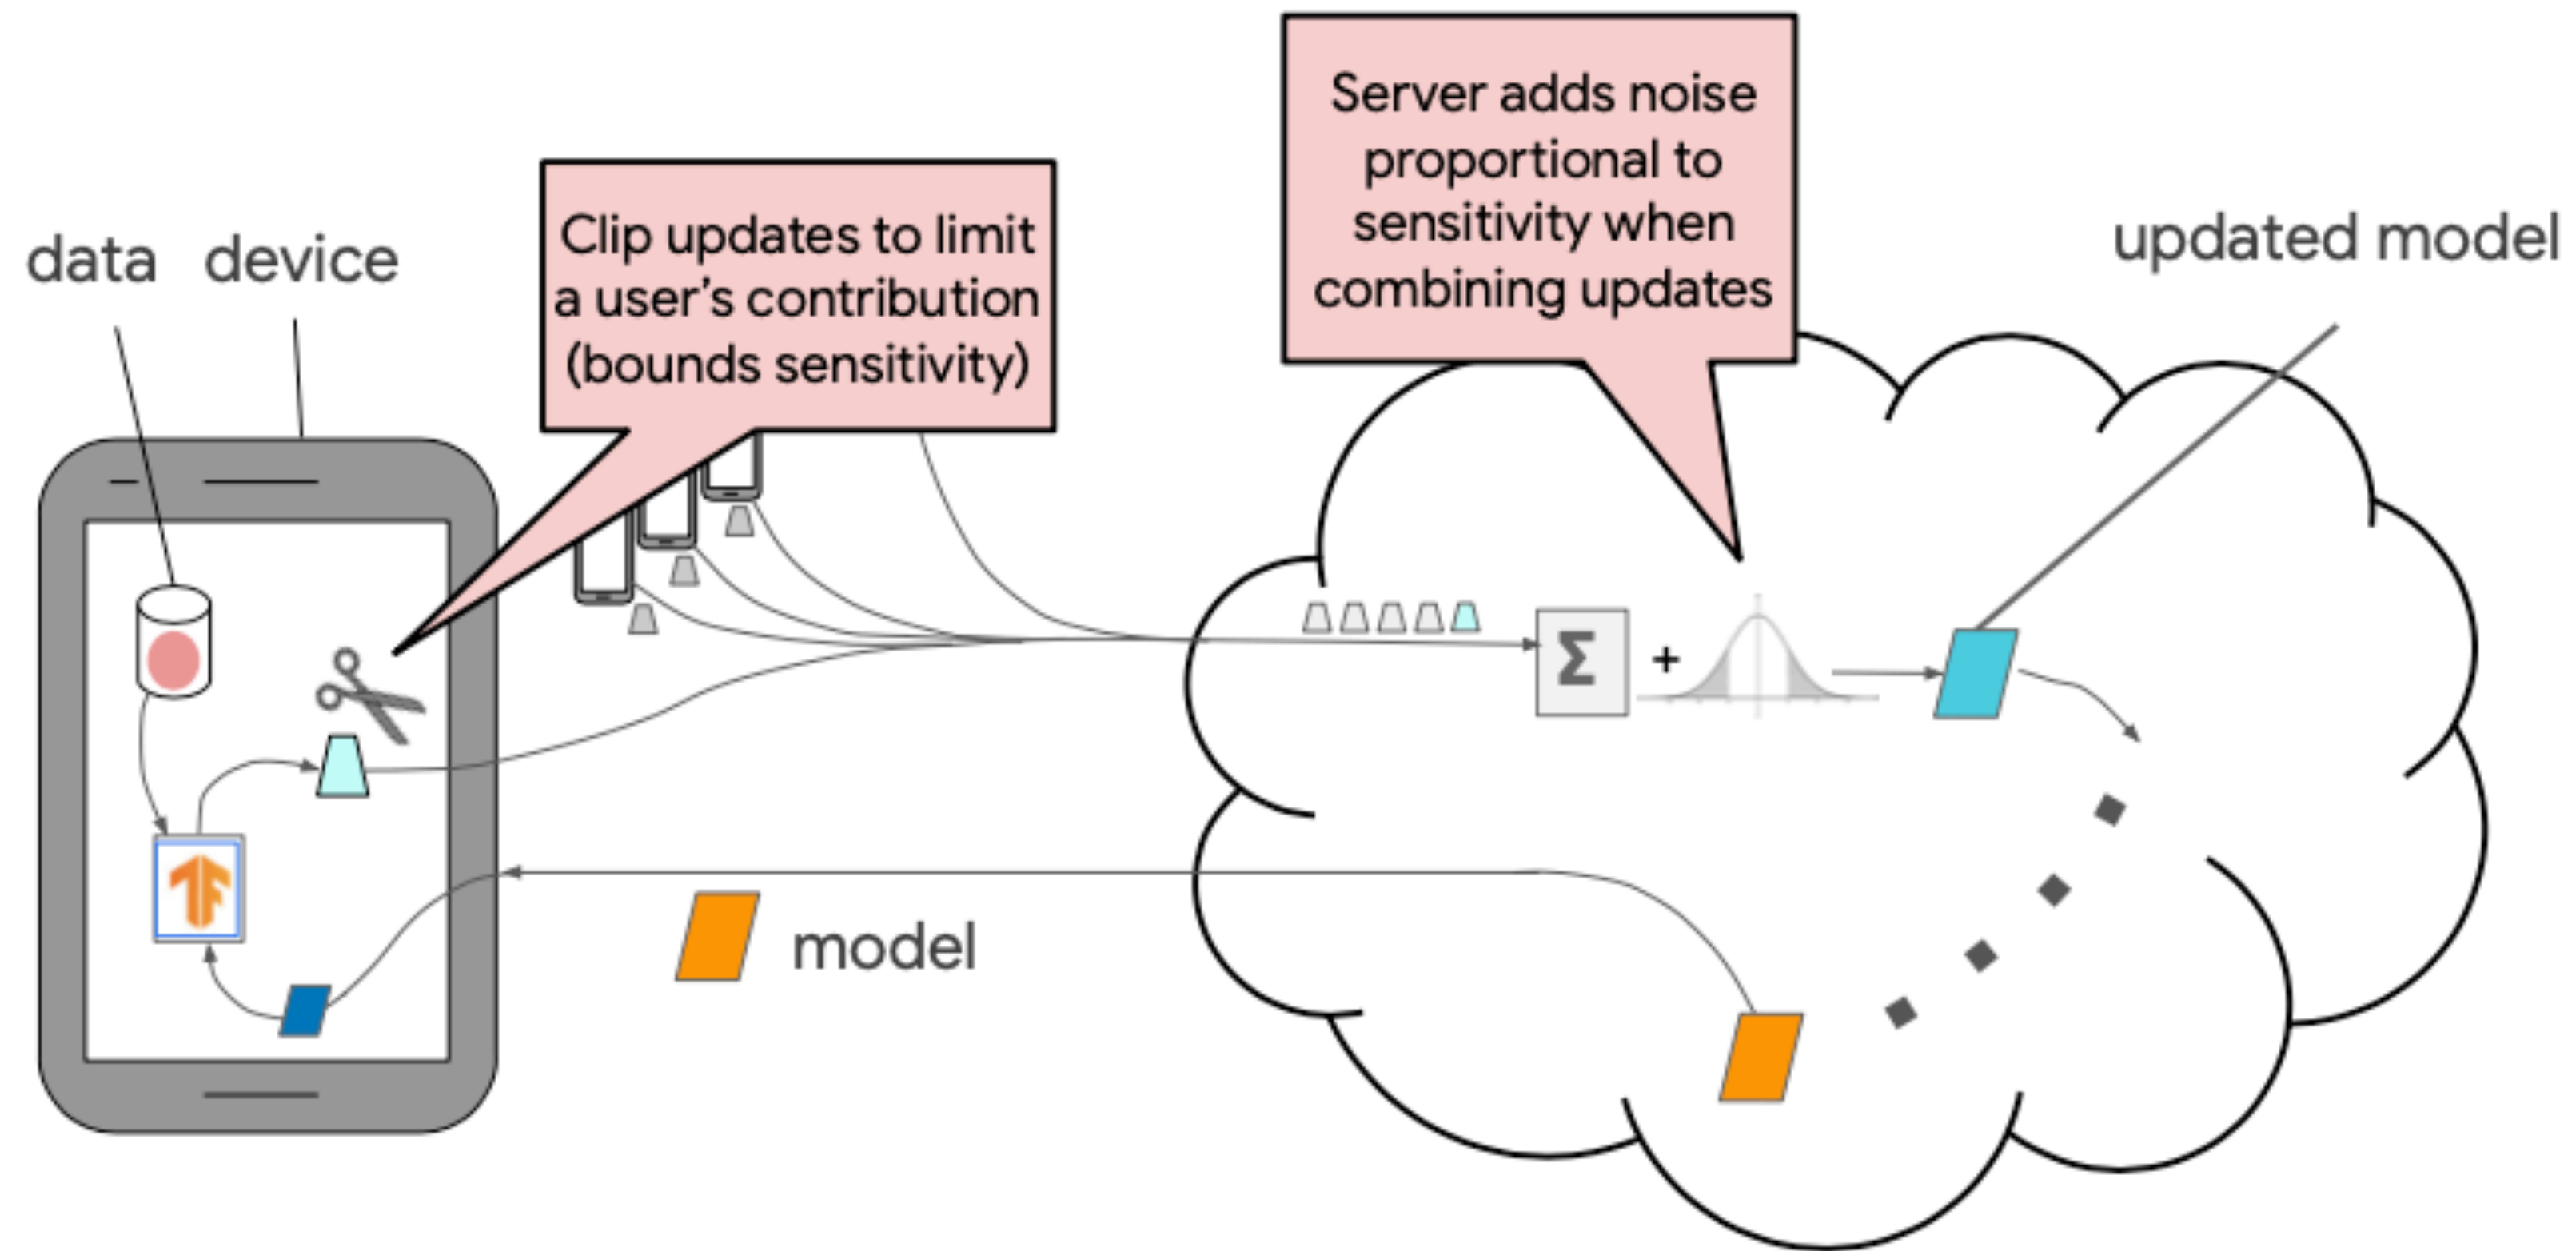 data
device
Clip updates to limit
a user's contribution
(bounds sensitivity)
Server adds noise
proportional to
sensitivity when
combining updates
updated model
Σ
+
model